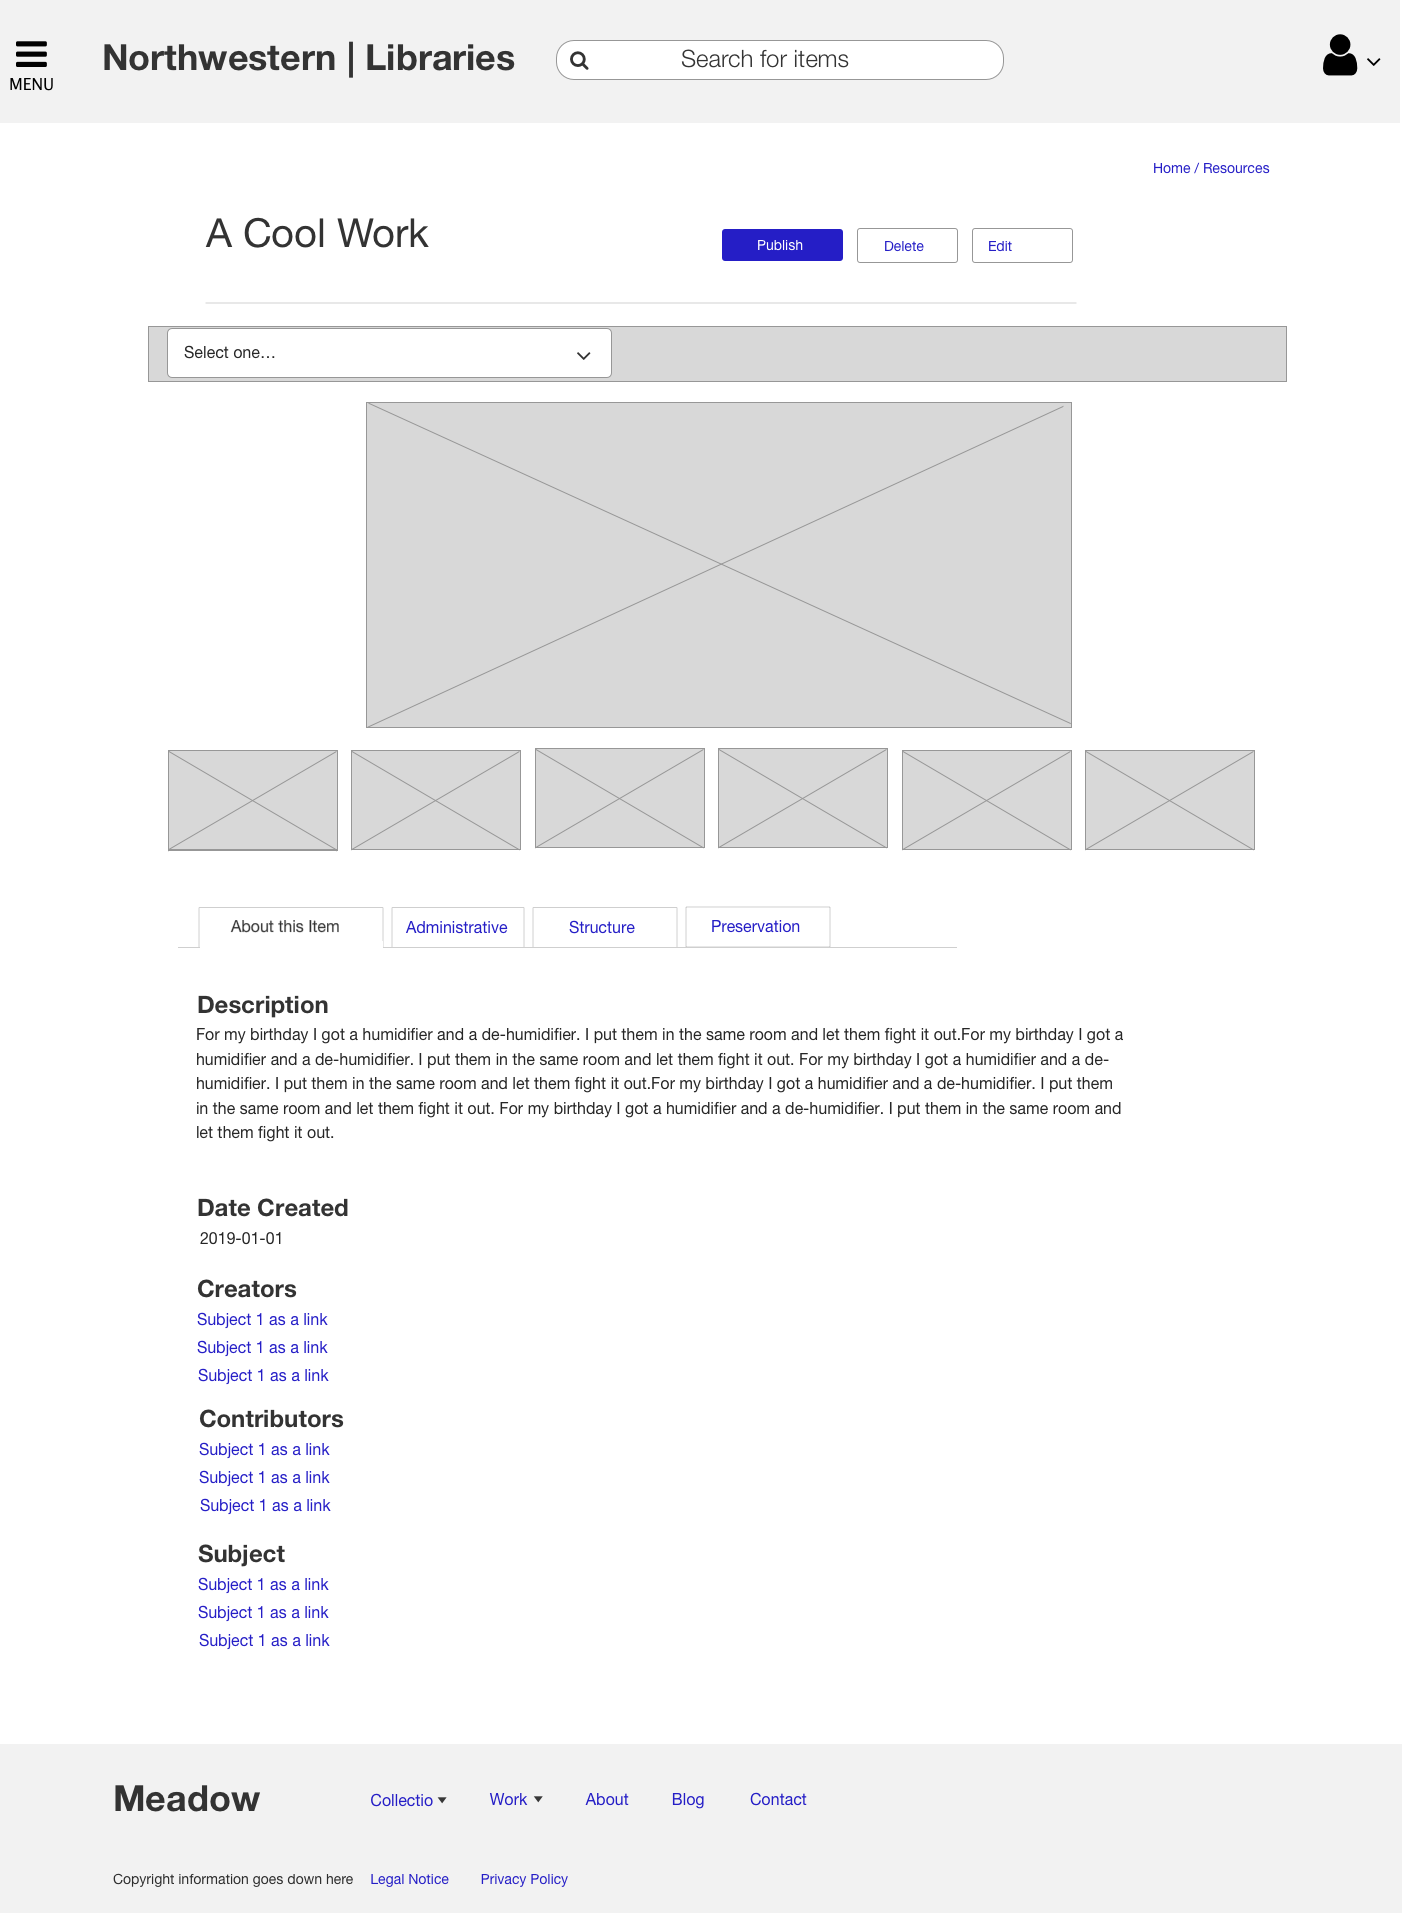 Northwestern | Libraries
Search for items
MENU
Home / Resources
A Cool Work
Publish
Delete
Edit
Select one…
About this Item
Administrative
Structure
Preservation
Description
For my birthday I got a humidifier and a de-humidifier. I put them in the same room and let them fight it out.For my birthday I got a
humidifier and a de-humidifier. I put them in the same room and let them fight it out. For my birthday I got a humidifier and a de-
humidifier. I put them in the same room and let them fight it out.For my birthday I got a humidifier and a de-humidifier. I put them
in the same room and let them fight it out. For my birthday I got a humidifier and a de-humidifier. I put them in the same room and
let them fight it out.
Date Created
2019-01-01
Creators
Subject 1 as a link
Subject 1 as a link
Subject 1 as a link
Contributors
Subject 1 as a link
Subject 1 as a link
Subject 1 as a link
Subject
Subject 1 as a link
Subject 1 as a link
Subject 1 as a link
Meadow
Collectio
Work
About
Blog
Contact
Copyright information goes down here
Legal Notice
Privacy Policy